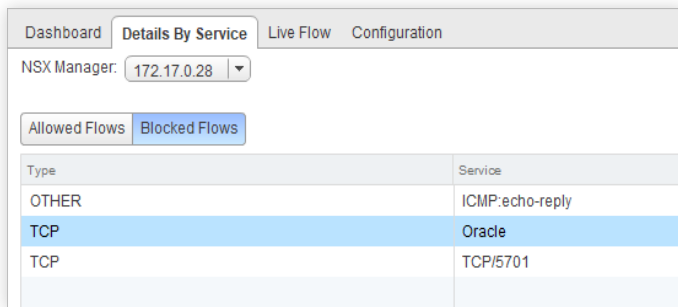 Dashboard Details By Service Live Flow Configuration
NSX Manager: 172.17.0.28
Allowed Flows Blocked Flows
Type Service
OTHER ICMP:echo-reply
TCP Oracle
TCP TCP/5701